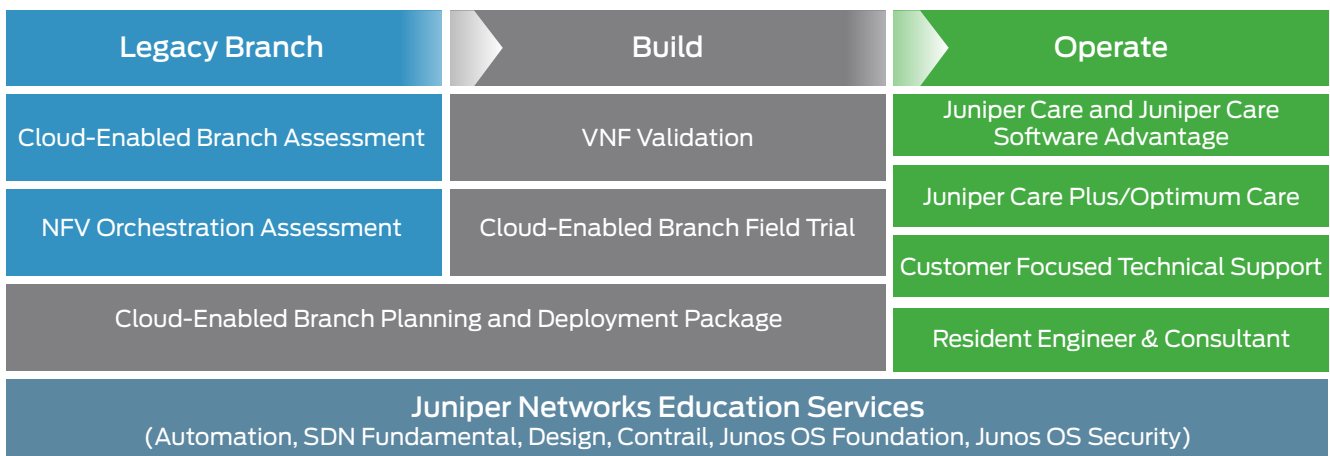 Legacy Branch
Build
Operate
Cloud-Enabled Branch Assessment
VNF Validation
Juniper Care and Juniper Care
Software Advantage
NFV Orchestration Assessment
Cloud-Enabled Branch Field Trial
Juniper Care Plus/Optimum Care
Customer Focused Technical Support
Cloud-Enabled Branch Planning and Deployment Package
Resident Engineer & Consultant
Juniper Networks Education Services
(Automation, SDN Fundamental, Design, Contrail, Junos OS Foundation, Junos OS Security)